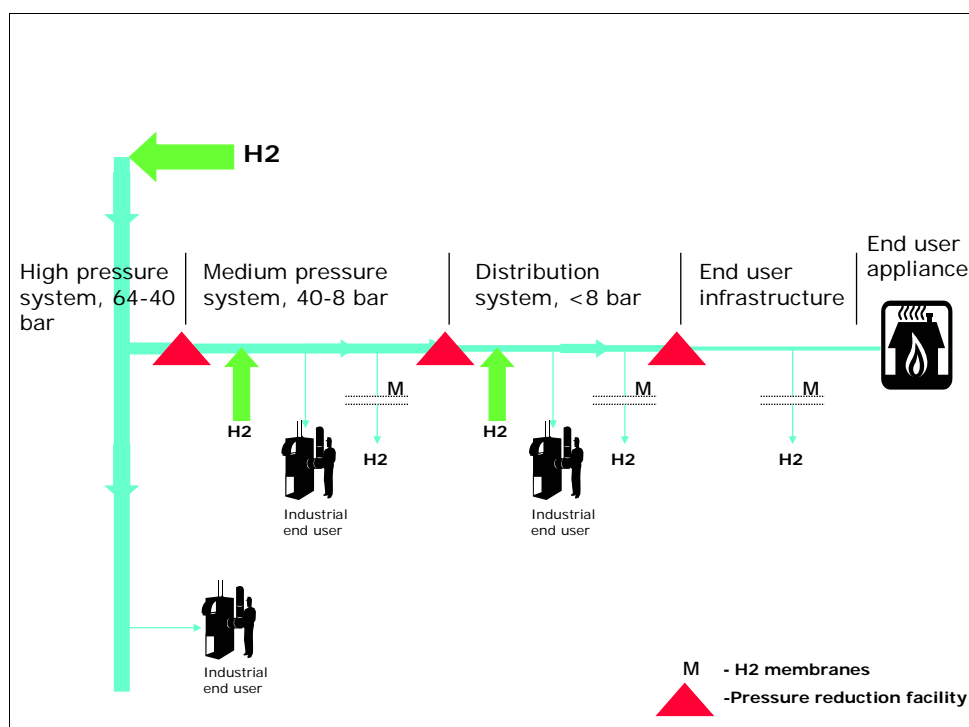 H2
High pressure
system, 64-40
bar
Medium pressure
system, 40-8 bar
Distribution
system, <8 bar
End user
infrastructure
End user
appliance
H2
M
H2
H2
M
H2
M
H2
Industrial
end user
Industrial
end user
Industrial
end user
M - H2 membranes
-Pressure reduction facility